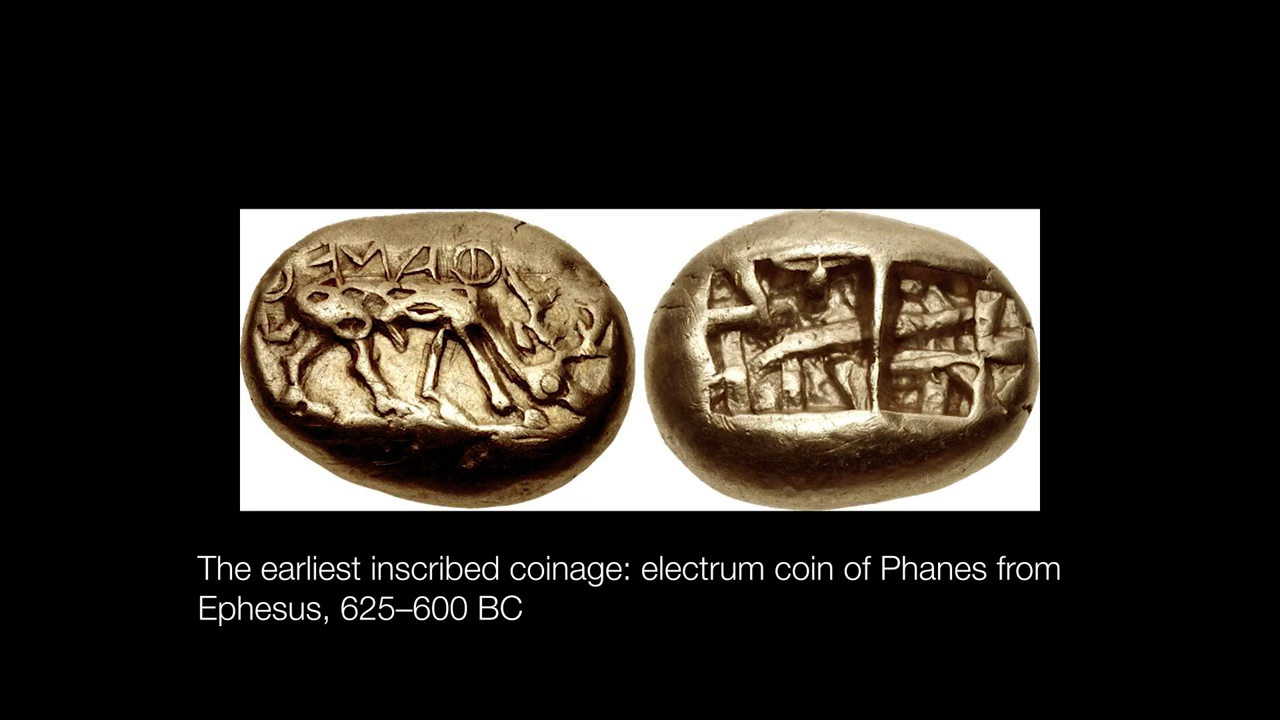 The earliest inscribed coinage: electrum coin of Phanes from
Ephesus, 625–600 BC